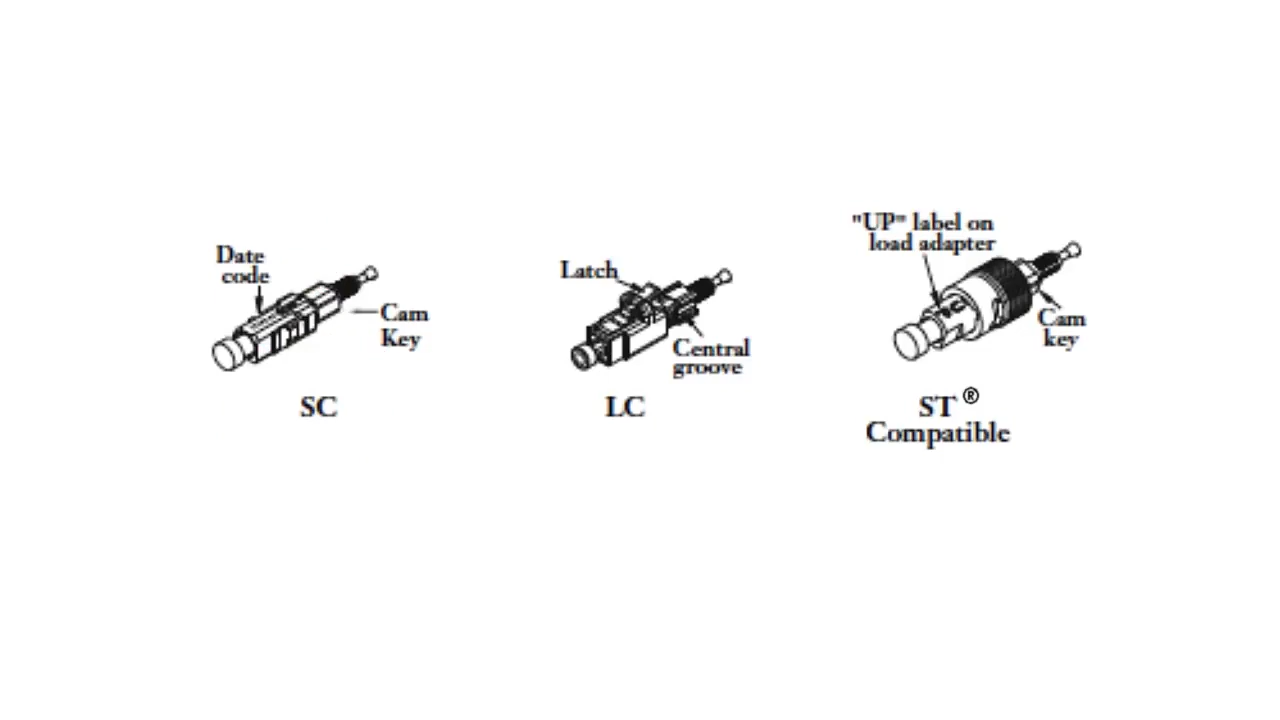 Date
code
Cam
Key
SC
Latch
Central
groove
LC
"UP" label on
load adapter
Cam
key
ST ®
Compatible